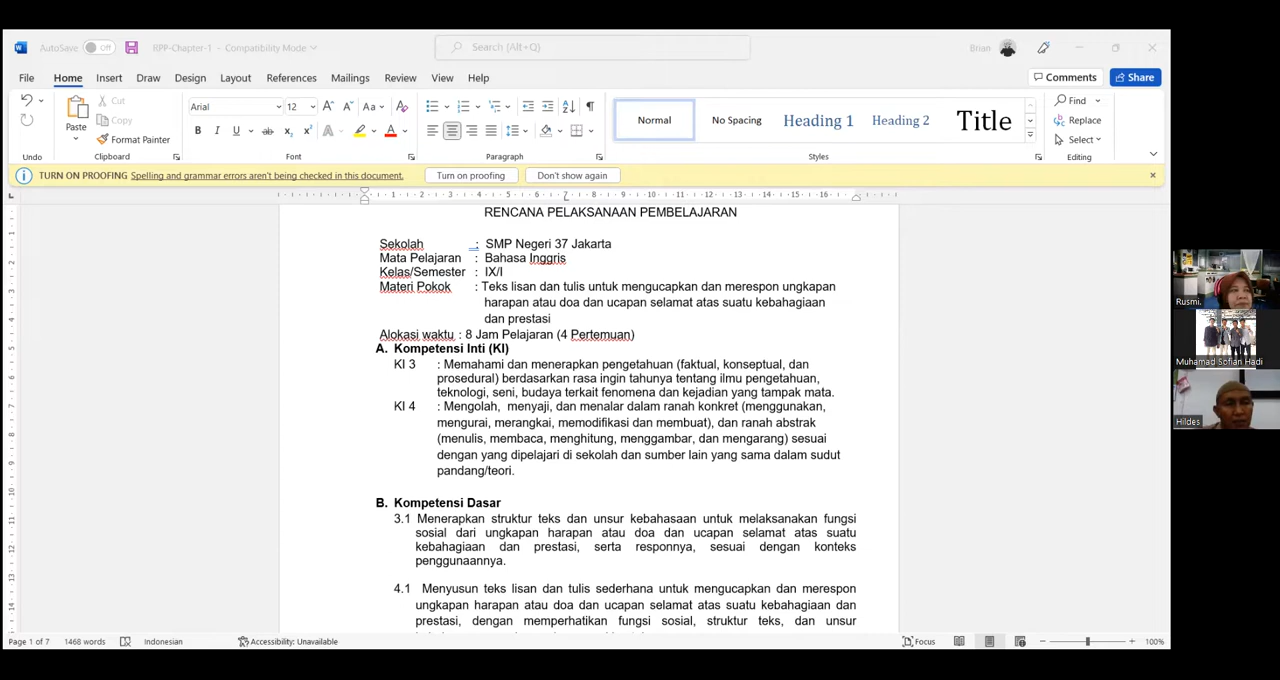 AutoSave Off RPP-Chapter-1 - Compatibility Mode Search (Alt+Q) Brian
File Home Insert Draw Design Layout References Mailings Review View Help Comments Share
Undo
Paste
Cut
Copy
Format Painter
Clipboard
Arial 12
Font
Paragraph
Normal No Spacing Heading 1 Heading 2 Title
Styles
Find
Replace
Select
Editing
TURN ON PROOFING Spelling and grammar errors aren't being checked in this document. Turn on proofing Don't show again
RENCANA PELAKSANAAN PEMBELAJARAN
Sekolah : SMP Negeri 37 Jakarta
Mata Pelajaran : Bahasa Inggris
Kelas/Semester : IX/I
Materi Pokok : Teks lisan dan tulis untuk mengucapkan dan merespon ungkapan
harapan atau doa dan ucapan selamat atas suatu kebahagiaan
dan prestasi
Alokasi waktu : 8 Jam Pelajaran (4 Pertemuan)
A. Kompetensi Inti (KI)
KI 3 : Memahami dan menerapkan pengetahuan (faktual, konseptual, dan
prosedural) berdasarkan rasa ingin tahunya tentang ilmu pengetahuan,
teknologi, seni, budaya terkait fenomena dan kejadian yang tampak mata.
KI 4 : Mengolah, menyaji, dan menalar dalam ranah konkret (menggunakan,
mengurai, merangkai, memodifikasi dan membuat), dan ranah abstrak
(menulis, membaca, menghitung, menggambar, dan mengarang) sesuai
dengan yang dipelajari di sekolah dan sumber lain yang sama dalam sudut
pandang/teori.
B. Kompetensi Dasar
3.1 Menerapkan struktur teks dan unsur kebahasaan untuk melaksanakan fungsi
sosial dari ungkapan harapan atau doa dan ucapan selamat atas suatu
kebahagiaan dan prestasi, serta responnya, sesuai dengan konteks
penggunaannya.
4.1 Menyusun teks lisan dan tulis sederhana untuk mengucapkan dan merespon
ungkapan harapan atau doa dan ucapan selamat atas suatu kebahagiaan dan
prestasi, dengan memperhatikan fungsi sosial, struktur teks, dan unsur
Page 1 of 7 1468 words Indonesian Accessibility: Unavailable Focus 100%
Rusmi.
Muhamad Sofian Hadi
Hildes